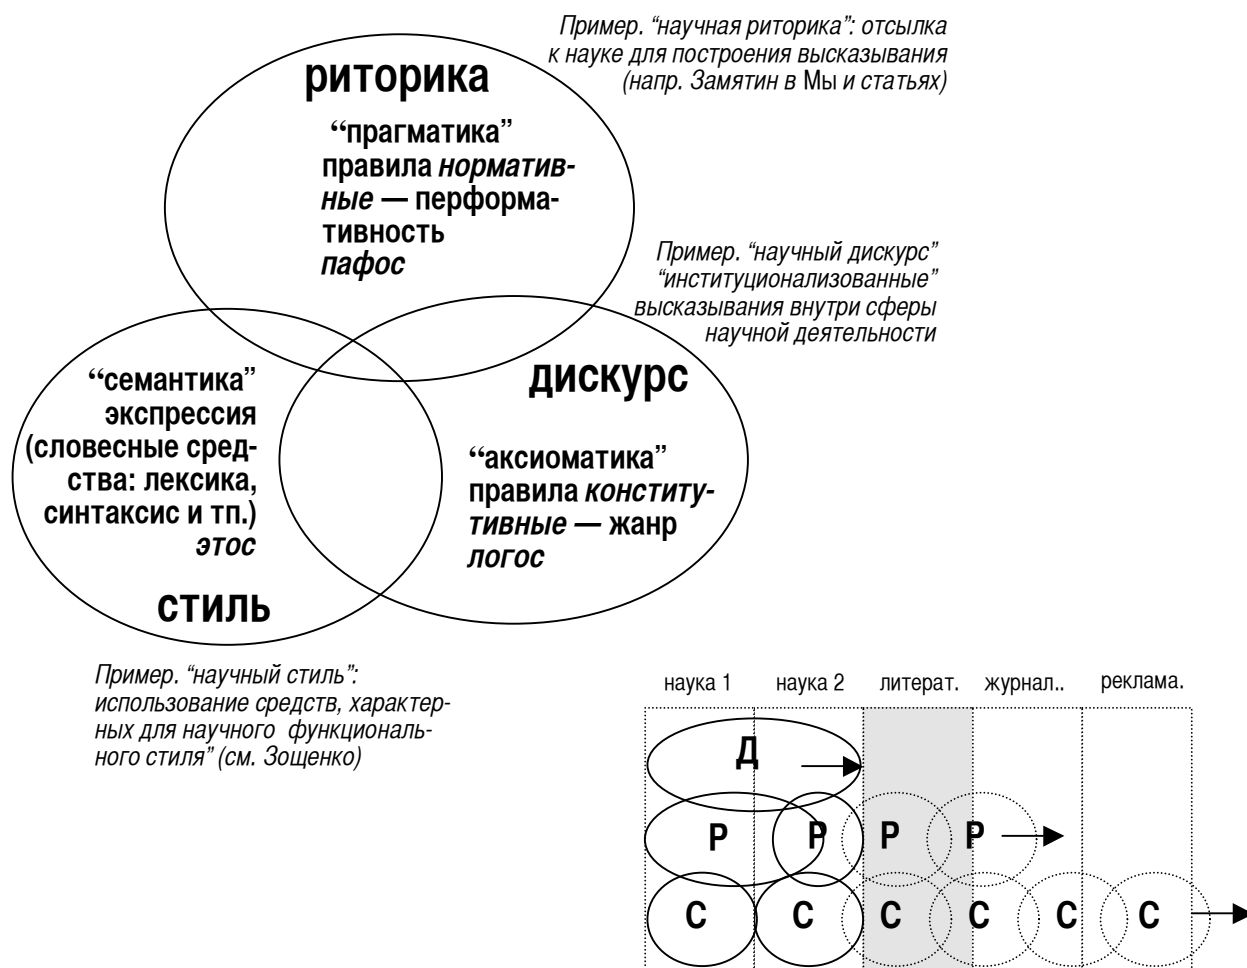 Пример. “научная риторика”: отсылка
к науке для построения высказывания
(напр. Замятин в Мы и статьях)
риторика
“прагматика”
правила норматив-
ные — перформа-
тивность
пафос
Пример. “научный дискурс”
“институционализованные”
высказывания внутри сферы
научной деятельности
дискурс
“аксиоматика”
правила конститу-
тивные — жанр
логос
“семантика”
экспрессия
(словесные сред-
ства: лексика,
синтаксис и тп.)
этос
стиль
Пример. “научный стиль”:
использование средств, характер-
ных для научного функциональ-
ного стиля” (см. Зощенко)
наука 1 наука 2 литерат. журнал.. реклама.
Д
Р Р Р Р
С С С С С С